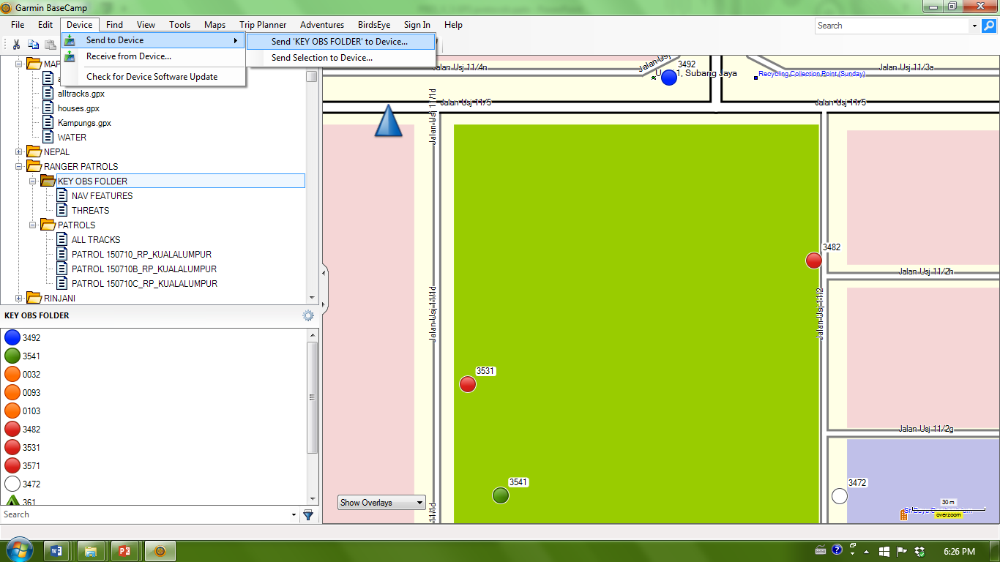 Garmin BaseCamp
File Edit Device Find View Tools Maps Trip Planner Adventures BirdsEye Sign In Help
Search
Send to Device
Receive from Device...
Check for Device Software Update
Send 'KEY OBS FOLDER' to Device...
Send Selection to Device...
alltracks.gpx
houses.gpx
Kampungs.gpx
WATER
NEPAL
RANGER PATROLS
KEY OBS FOLDER
NAV FEATURES
THREATS
PATROLS
ALL TRACKS
PATROL 150710_RP_KUALALUMPUR
PATROL 150710B_RP_KUALALUMPUR
PATROL 150710C_RP_KUALALUMPUR
RINJANI
KEY OBS FOLDER
3492
3541
0032
0093
0103
3482
3531
3571
3472
361
Search
Jalan Usj 11/4n
Jalan Usj
3492
1, Subang Jaya
Recycling Collection Point (Sunday)
Jalan Usj 11/3a
Jalan Usj 11/5
Jalan Usj 11/5
Jalan Usj 11/1d
3482
Jalan Usj 11/2h
Jalan Usj 11/1d
Jalan Usj 11/2
3531
Jalan Usj 11/2g
3541
3472
Show Overlays
11/1d
30 m
overzoom
6:26 PM